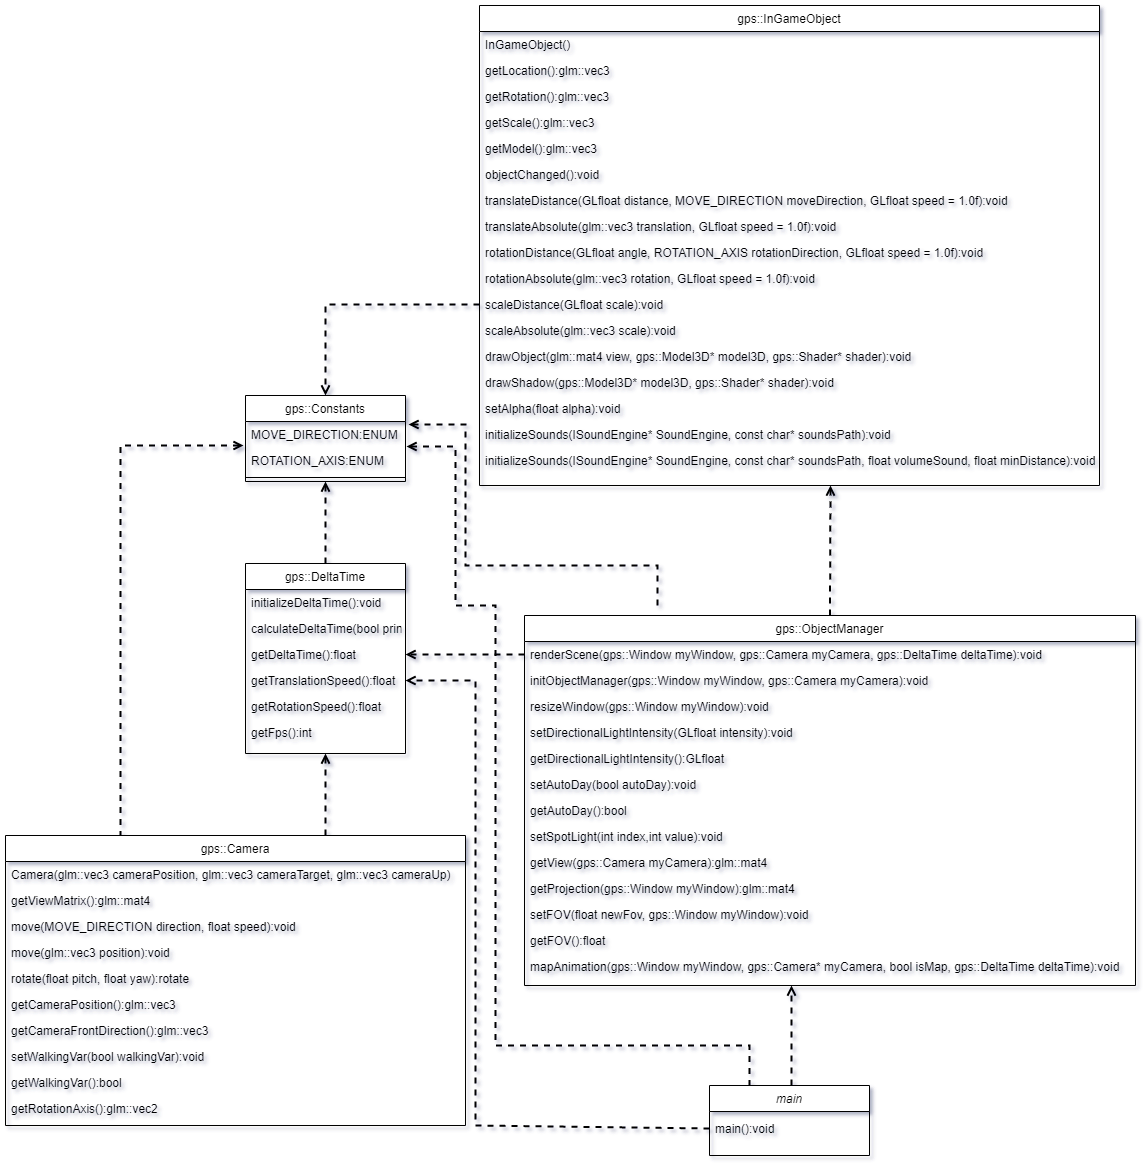 gps::InGameObject
InGameObject()
getLocation():glm::vec3
getRotation():glm::vec3
getScale():glm::vec3
getModel():glm::vec3
objectChanged():void
translateDistance(GLfloat distance, MOVE_DIRECTION moveDirection, GLfloat speed = 1.0f):void
translateAbsolute(glm::vec3 translation, GLfloat speed = 1.0f):void
rotationDistance(GLfloat angle, ROTATION_AXIS rotationDirection, GLfloat speed = 1.0f):void
rotationAbsolute(glm::vec3 rotation, GLfloat speed = 1.0f):void
scaleDistance(GLfloat scale):void
scaleAbsolute(glm::vec3 scale):void
drawObject(glm::mat4 view, gps::Model3D* model3D, gps::Shader* shader):void
drawShadow(gps::Model3D* model3D, gps::Shader* shader):void
setAlpha(float alpha):void
initializeSounds(ISoundEngine* SoundEngine, const char* soundsPath):void
initializeSounds(ISoundEngine* SoundEngine, const char* soundsPath, float volumeSound, float minDistance):void
gps::Constants
MOVE_DIRECTION:ENUM
ROTATION_AXIS:ENUM
gps::DeltaTime
initializeDeltaTime():void
calculateDeltaTime(bool prin
getDeltaTime():float
getTranslationSpeed():float
getRotationSpeed():float
getFps():int
gps::ObjectManager
renderScene(gps::Window myWindow, gps::Camera myCamera, gps::DeltaTime deltaTime):void
initObjectManager(gps::Window myWindow, gps::Camera myCamera):void
resizeWindow(gps::Window myWindow):void
setDirectionalLightIntensity(GLfloat intensity):void
getDirectionalLightIntensity():GLfloat
setAutoDay(bool autoDay):void
getAutoDay():bool
setSpotLight(int index,int value):void
getView(gps::Camera myCamera):glm::mat4
getProjection(gps::Window myWindow):glm::mat4
setFOV(float newFov, gps::Window myWindow):void
getFOV():float
mapAnimation(gps::Window myWindow, gps::Camera* myCamera, bool isMap, gps::DeltaTime deltaTime):void
gps::Camera
Camera(glm::vec3 cameraPosition, glm::vec3 cameraTarget, glm::vec3 cameraUp)
getViewMatrix():glm::mat4
move(MOVE_DIRECTION direction, float speed):void
move(glm::vec3 position):void
rotate(float pitch, float yaw):rotate
getCameraPosition():glm::vec3
getCameraFrontDirection():glm::vec3
setWalkingVar(bool walkingVar):void
getWalkingVar():bool
getRotationAxis():glm::vec2
main
main():void